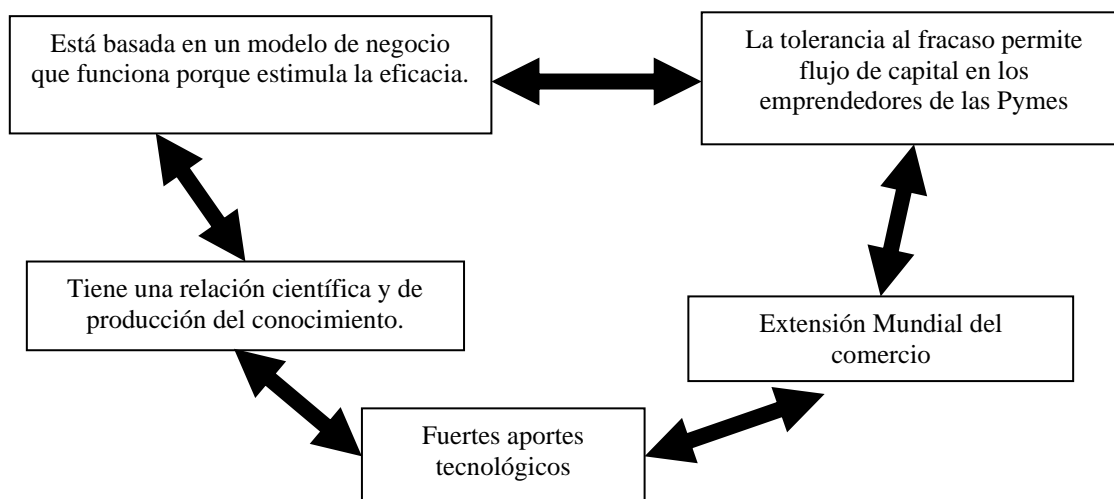 Está basada en un modelo de negocio
que funciona porque estimula la eficacia.
La tolerancia al fracaso permite
flujo de capital en los
emprendedores de las Pymes
Tiene una relación científica y de
producción del conocimiento.
Extensión Mundial del
comercio
Fuertes aportes
tecnológicos